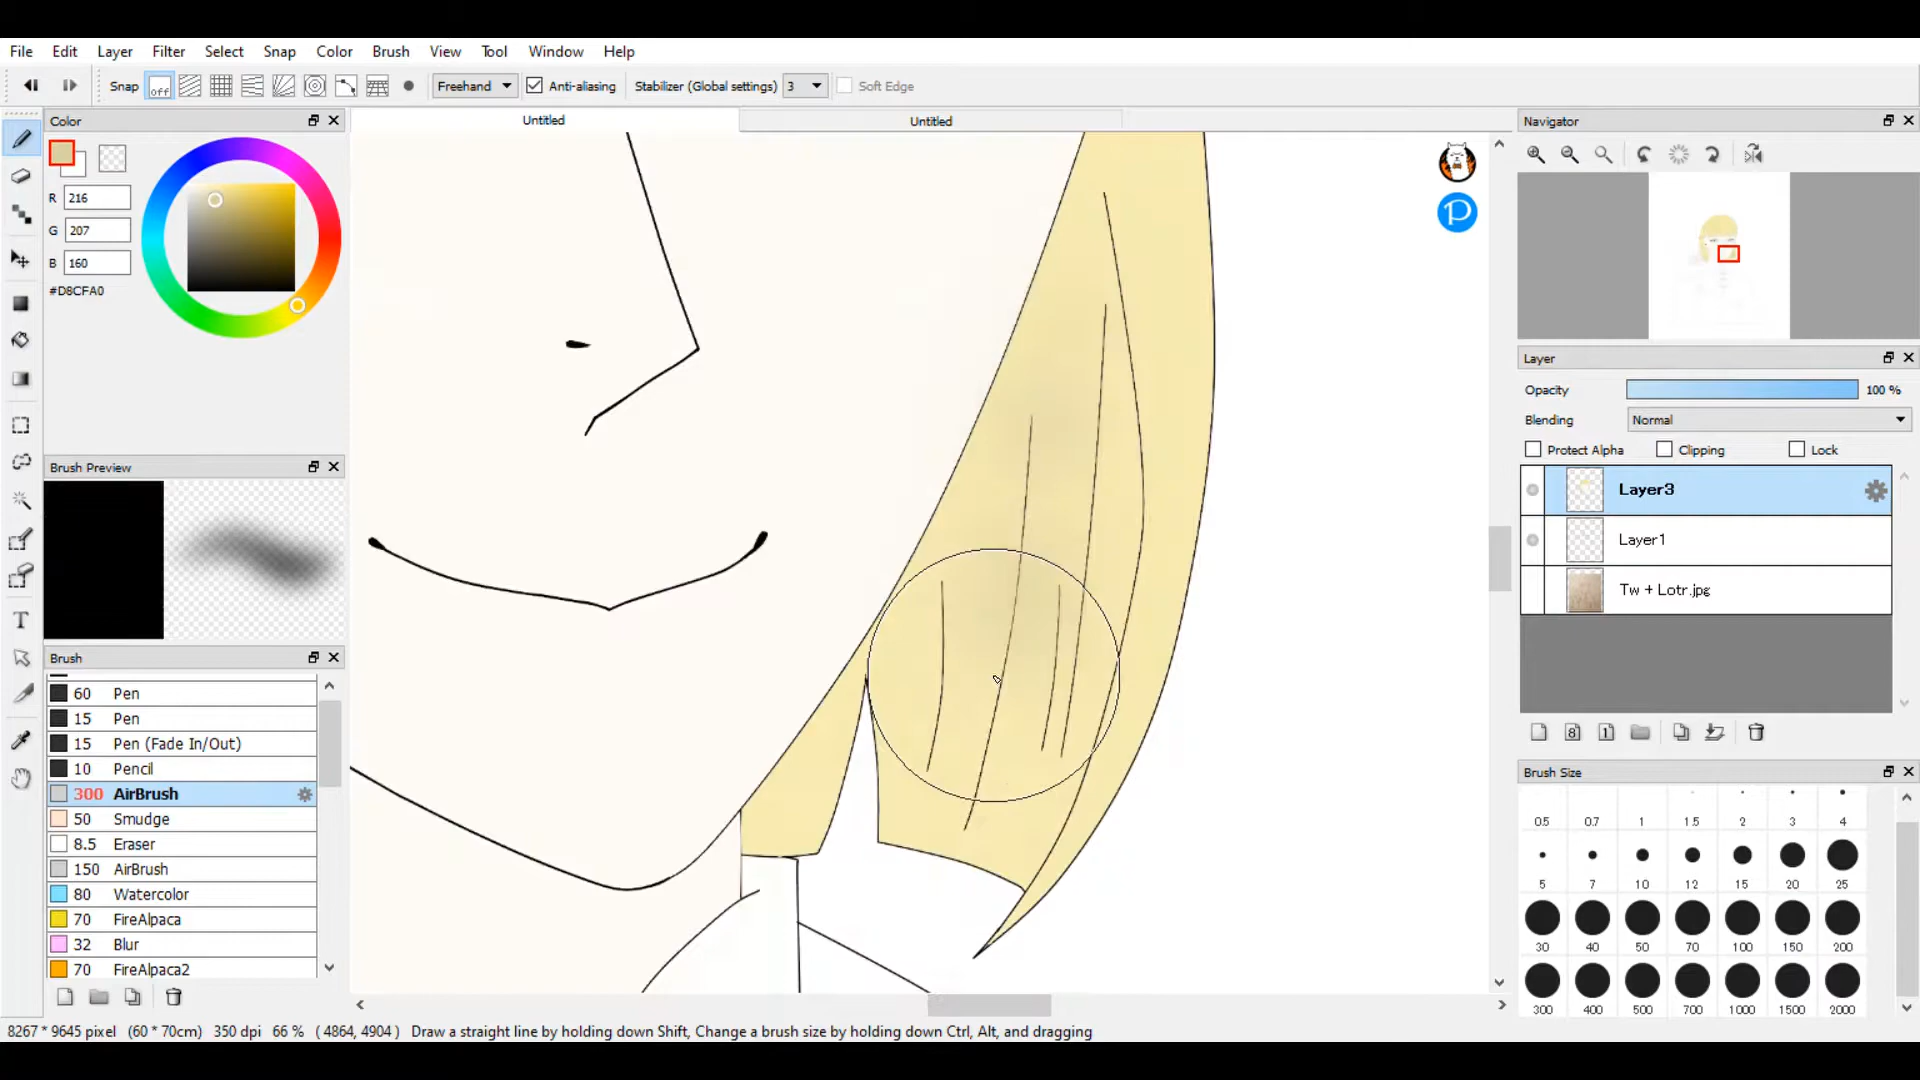 File Edit Layer Filter Select Snap Color Brush View Tool Window Help
Snap off Freehand Anti-aliasing Stabilizer (Global settings) 3 Soft Edge
Color
R 216
G 207
B 160
#D8CFA0
Brush Preview
Brush
60 Pen
15 Pen
15 Pen (Fade In/Out)
10 Pencil
300 AirBrush
50 Smudge
8.5 Eraser
150 AirBrush
80 Watercolor
70 FireAlpaca
32 Blur
70 FireAlpaca2
Untitled Untitled
P
Navigator
Layer
Opacity 100 %
Blending Normal
Protect Alpha Clipping Lock
Layer3
Layer1
Tw + Lotr.jpg
8 1
Brush Size
0.5 0.7 1 1.5 2 3 4
5 7 10 12 15 20 25
30 40 50 70 100 150 200
300 400 500 700 1000 1500 2000
T
8267 * 9645 pixel (60 * 70cm) 350 dpi 66 % ( 4864, 4904 ) Draw a straight line by holding down Shift, Change a brush size by holding down Ctrl, Alt, and dragging